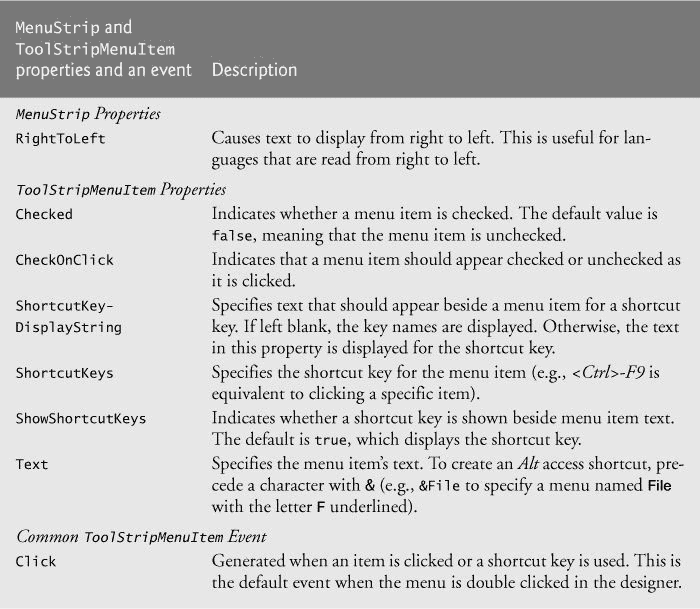 MenuStrip and
ToolStripMenuItem
properties and an event Description
MenuStrip Properties
RightToLeft Causes text to display from right to left. This is useful for lan-
guages that are read from right to left.
ToolStripMenuItem Properties
Checked Indicates whether a menu item is checked. The default value is
false, meaning that the menu item is unchecked.
CheckOnClick Indicates that a menu item should appear checked or unchecked as
it is clicked.
ShortcutKey- Specifies text that should appear beside a menu item for a shortcut
DisplayString key. If left blank, the key names are displayed. Otherwise, the text
in this property is displayed for the shortcut key.
ShortcutKeys Specifies the shortcut key for the menu item (e.g., <Ctrl>-F9 is
equivalent to clicking a specific item).
ShowShortcutKeys Indicates whether a shortcut key is shown beside menu item text.
The default is true, which displays the shortcut key.
Text Specifies the menu item's text. To create an Alt access shortcut, pre-
cede a character with & (e.g., &File to specify a menu named File
with the letter F underlined).
Common ToolStripMenuItem Event
Click Generated when an item is clicked or a shortcut key is used. This is
the default event when the menu is double clicked in the designer.